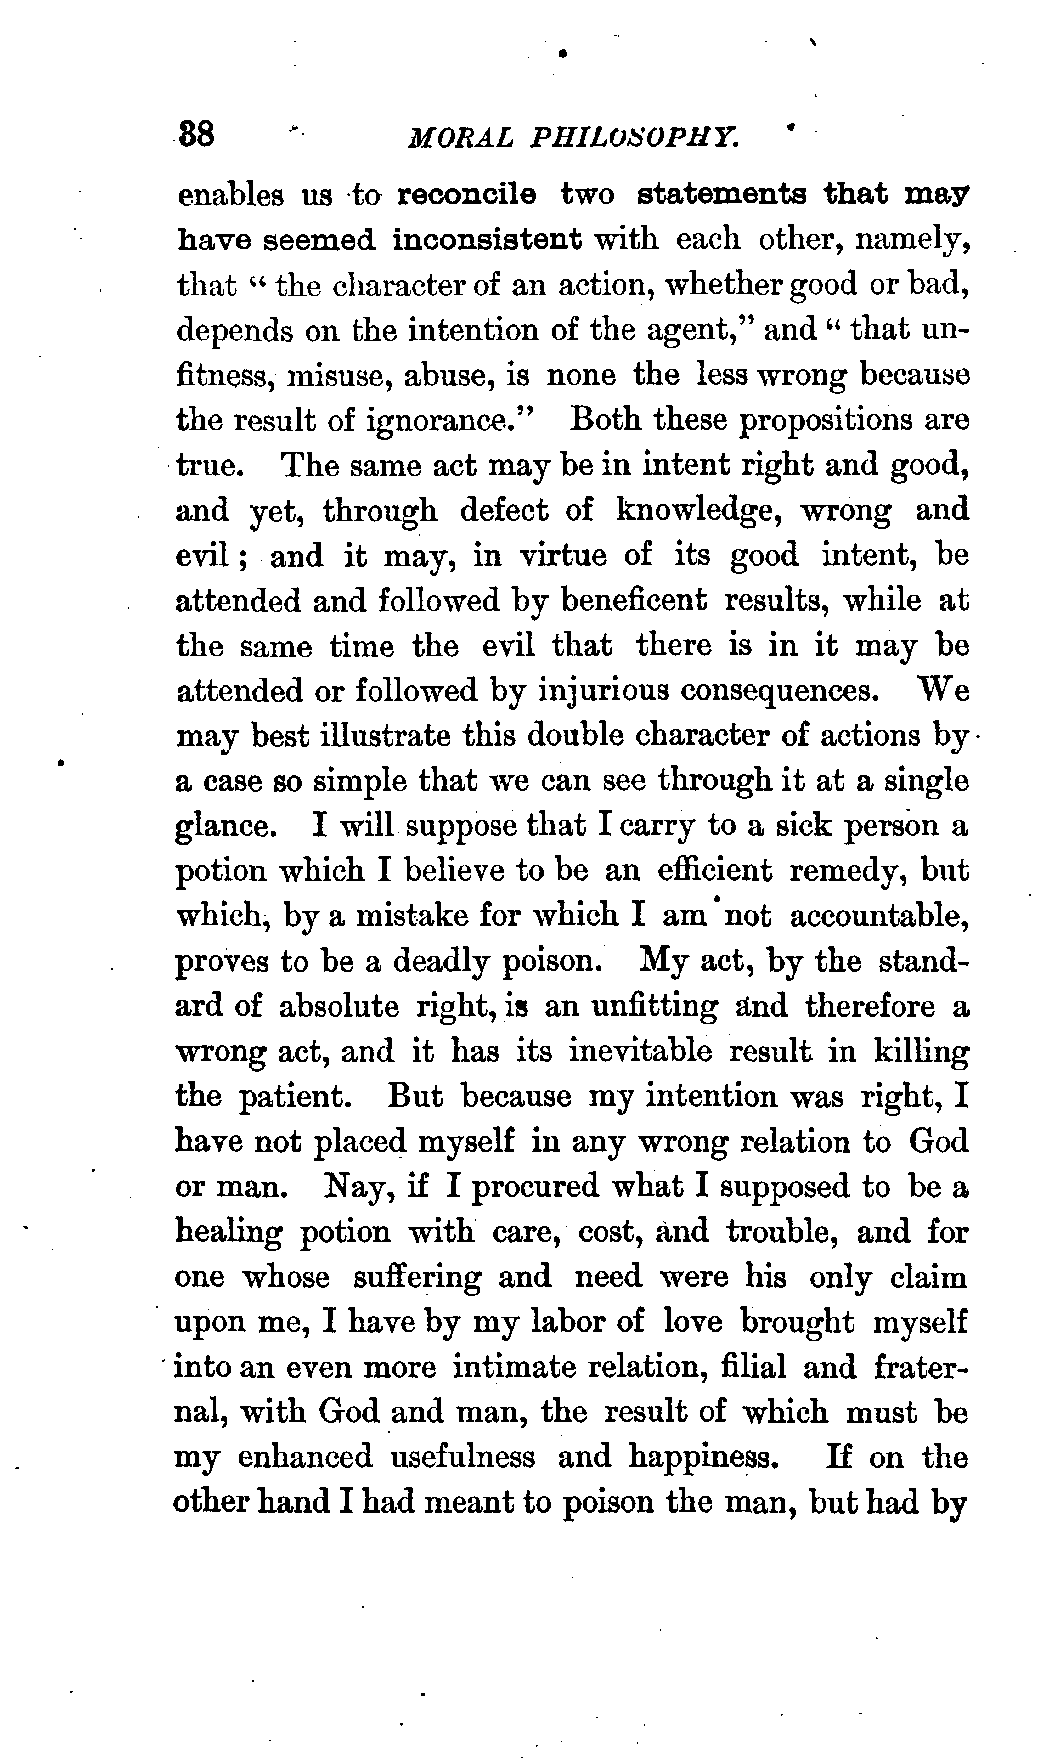 88 MORAL PHILOSOPHY.
enables us to reconcile two statements that may
have seemed inconsistent with each other, namely,
that “ the character of an action, whether good or bad,
depends on the intention of the agent,” and “ that un-
fitness, misuse, abuse, is none the less wrong because
the result of ignorance.” Both these propositions are
true. The same act may be in intent right and good,
and yet, through defect of knowledge, wrong and
evil ; and it may, in virtue of its good intent, be
attended and followed by beneficent results, while at
the same time the evil that there is in it may be
attended or followed by injurious consequences. We
may best illustrate this double character of actions by
a case so simple that we can see through it at a single
glance. I will suppose that I carry to a sick person a
potion which I believe to be an efficient remedy, but
which, by a mistake for which I am not accountable,
proves to be a deadly poison. My act, by the stand-
ard of absolute right, is an unfitting and therefore a
wrong act, and it has its inevitable result in killing
the patient. But because my intention was right, I
have not placed myself in any wrong relation to God
or man. Nay, if I procured what I supposed to be a
healing potion with care, cost, and trouble, and for
one whose suffering and need were his only claim
upon me, I have by my labor of love brought myself
into an even more intimate relation, filial and frater-
nal, with God and man, the result of which must be
my enhanced usefulness and happiness. If on the
other hand I had meant to poison the man, but had by